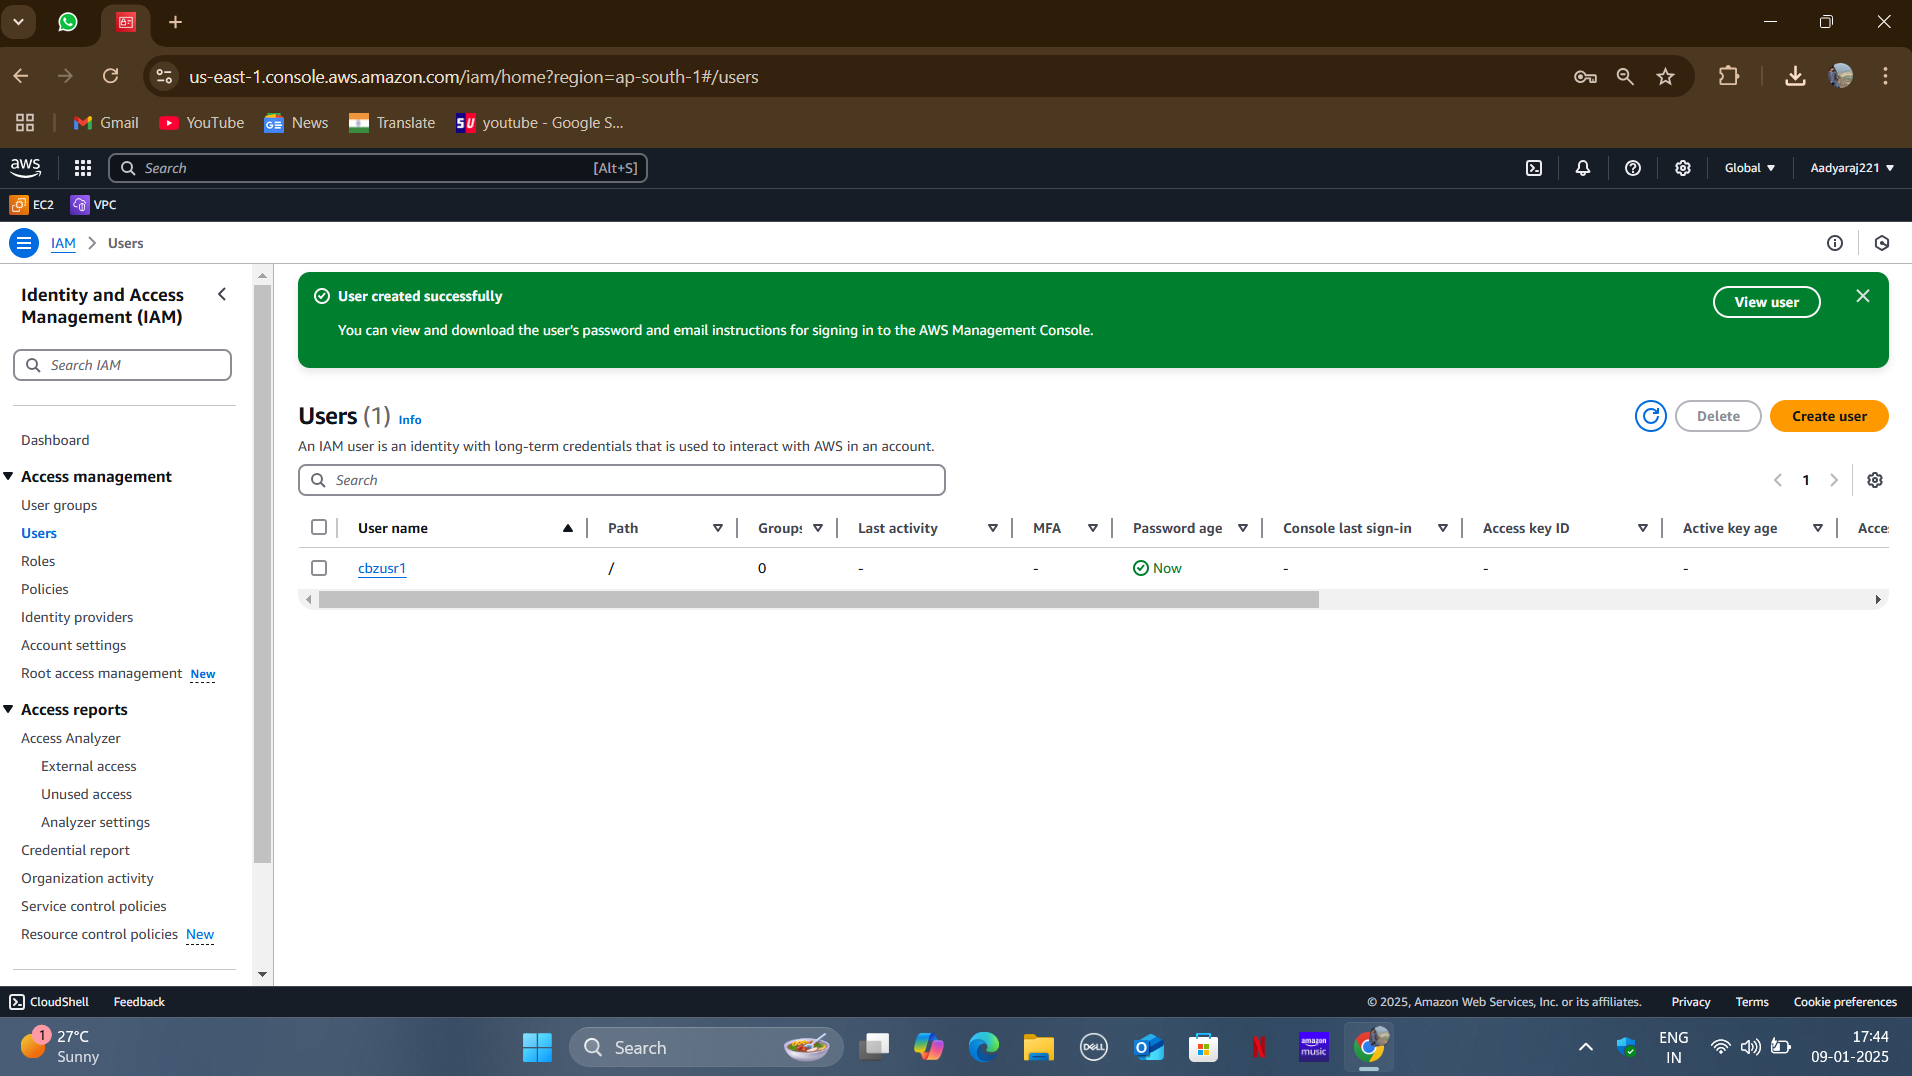 us-east-1.console.aws.amazon.com/iam/home?region=ap-south-1#/users
Gmail
YouTube
News
Translate
SU
youtube - Google S...
aws
Search
[Alt+S]
Global
Aadyaraj221
EC2
VPC
IAM
Users
Identity and Access
Management (IAM)
Search IAM
Dashboard
Access management
User groups
Users
Roles
Policies
Identity providers
Account settings
Root access management New
Access reports
Access Analyzer
External access
Unused access
Analyzer settings
Credential report
Organization activity
Service control policies
Resource control policies New
User created successfully
You can view and download the user's password and email instructions for signing in to the AWS Management Console.
View user
Users (1) Info
An IAM user is an identity with long-term credentials that is used to interact with AWS in an account.
Delete
Create user
Search
1
User name
Path
Groups
Last activity
MFA
Password age
Console last sign-in
Access key ID
Active key age
Acce
cbzusr1
/
0
-
-
Now
-
-
-
CloudShell
Feedback
© 2025, Amazon Web Services, Inc. or its affiliates.
Privacy
Terms
Cookie preferences
1
27°C
Sunny
Search
DELL
N
amazon
music
ENG
IN
17:44
09-01-2025